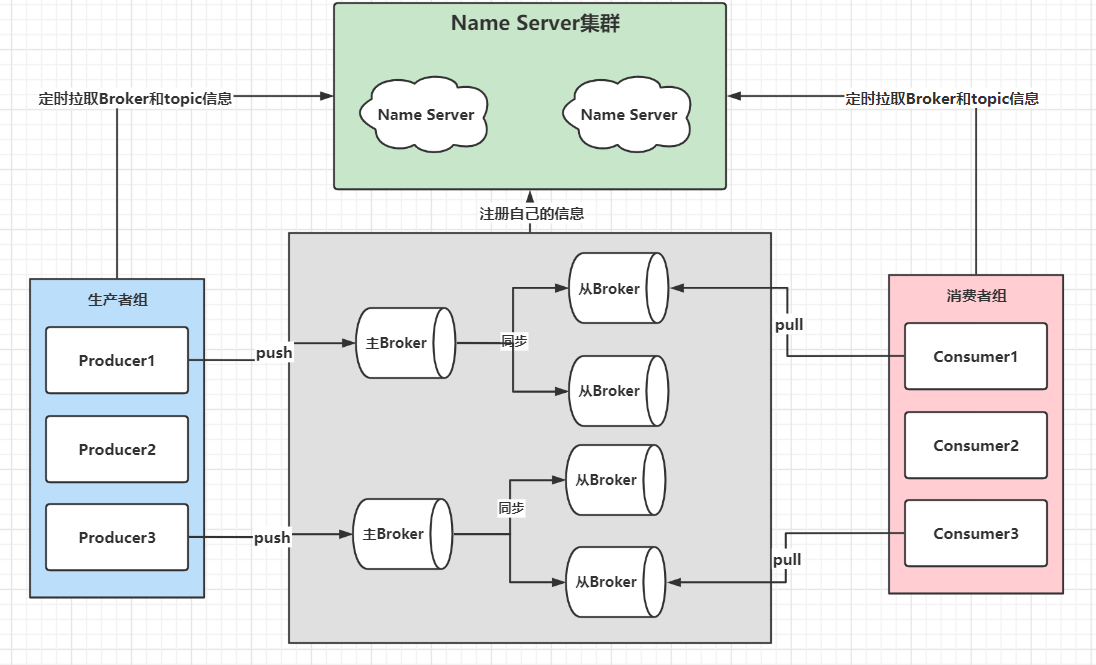 Name Server集群
Name Server
Name Server
定时拉取Broker和topic信息
定时拉取Broker和topic信息
注册自己的信息
生产者组
Producer1
Producer2
Producer3
push
push
主Broker
同步
从Broker
从Broker
主Broker
同步
从Broker
从Broker
pull
pull
消费者组
Consumer1
Consumer2
Consumer3